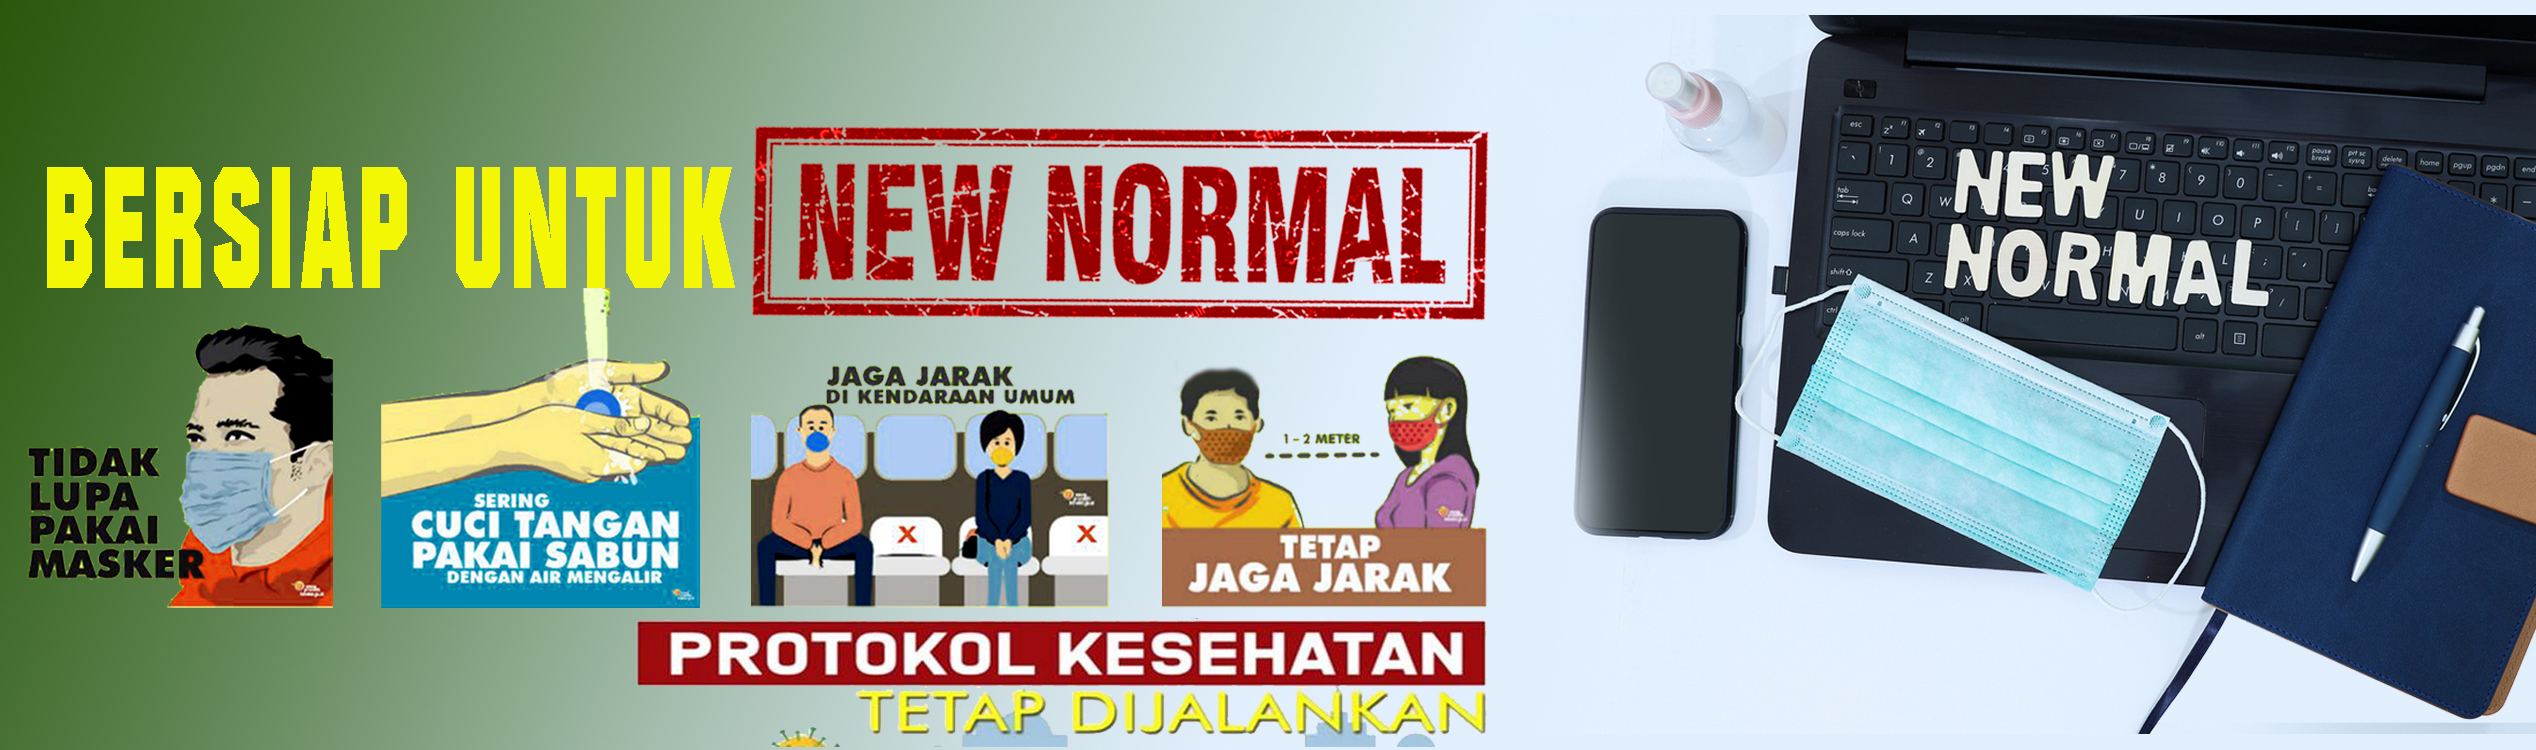 BERSIAP UNTUK NEW NORMAL
TIDAK
LUPA
PAKAI
MASKER
SERING
CUCI TANGAN
PAKAI SABUN
DENGAN AIR MENGALIR
JAGA JARAK
DI KENDARAAN UMUM
X
X
1 - 2 METER
TETAP
JAGA JARAK
PROTOKOL KESEHATAN
TETAP DIJALANKAN
NEW
NORMAL